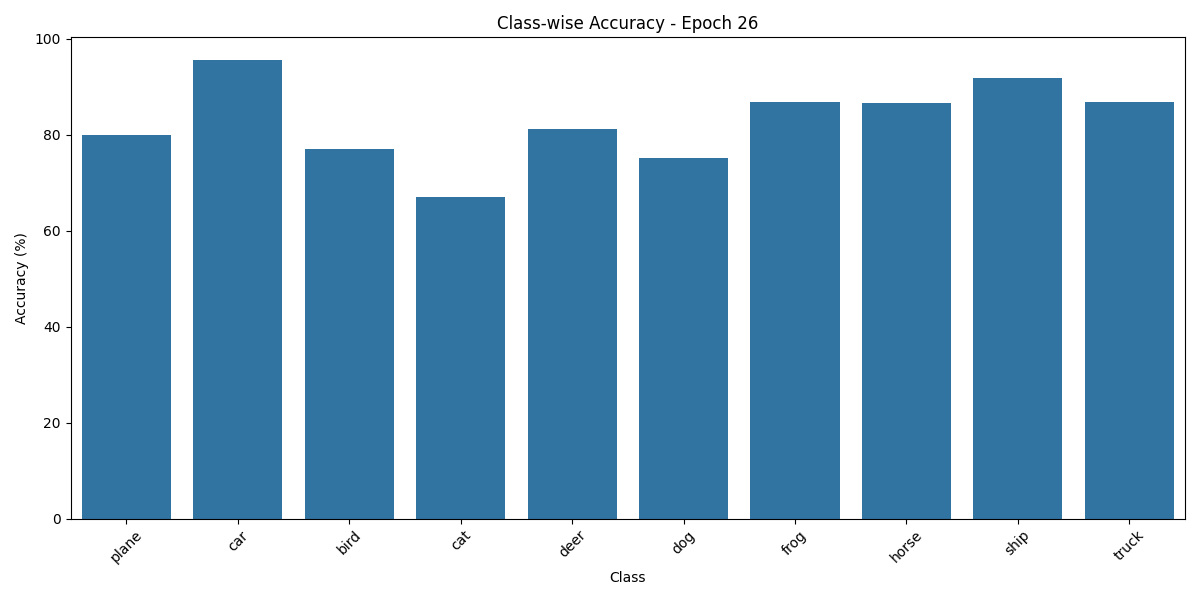 Class-wise Accuracy - Epoch 26
Accuracy (%)
100
80
60
40
20
0
plane
car
bird
cat
deer
dog
frog
horse
ship
truck
Class